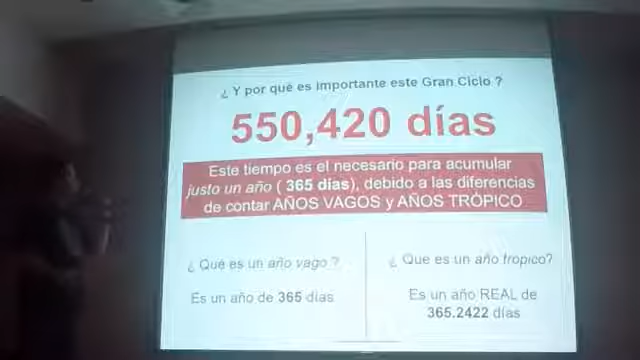 ¿ Y por qué es importante este Gran Ciclo ?
550,420 días
Este tiempo es el necesario para acumular
justo un año ( 365 días), debido a las diferencias
de contar AÑOS VAGOS y AÑOS TRÓPICO
¿ Qué es un año vago ?
Es un año de 365 días
¿ Que es un año tropico?
Es un año REAL de
365.2422 días